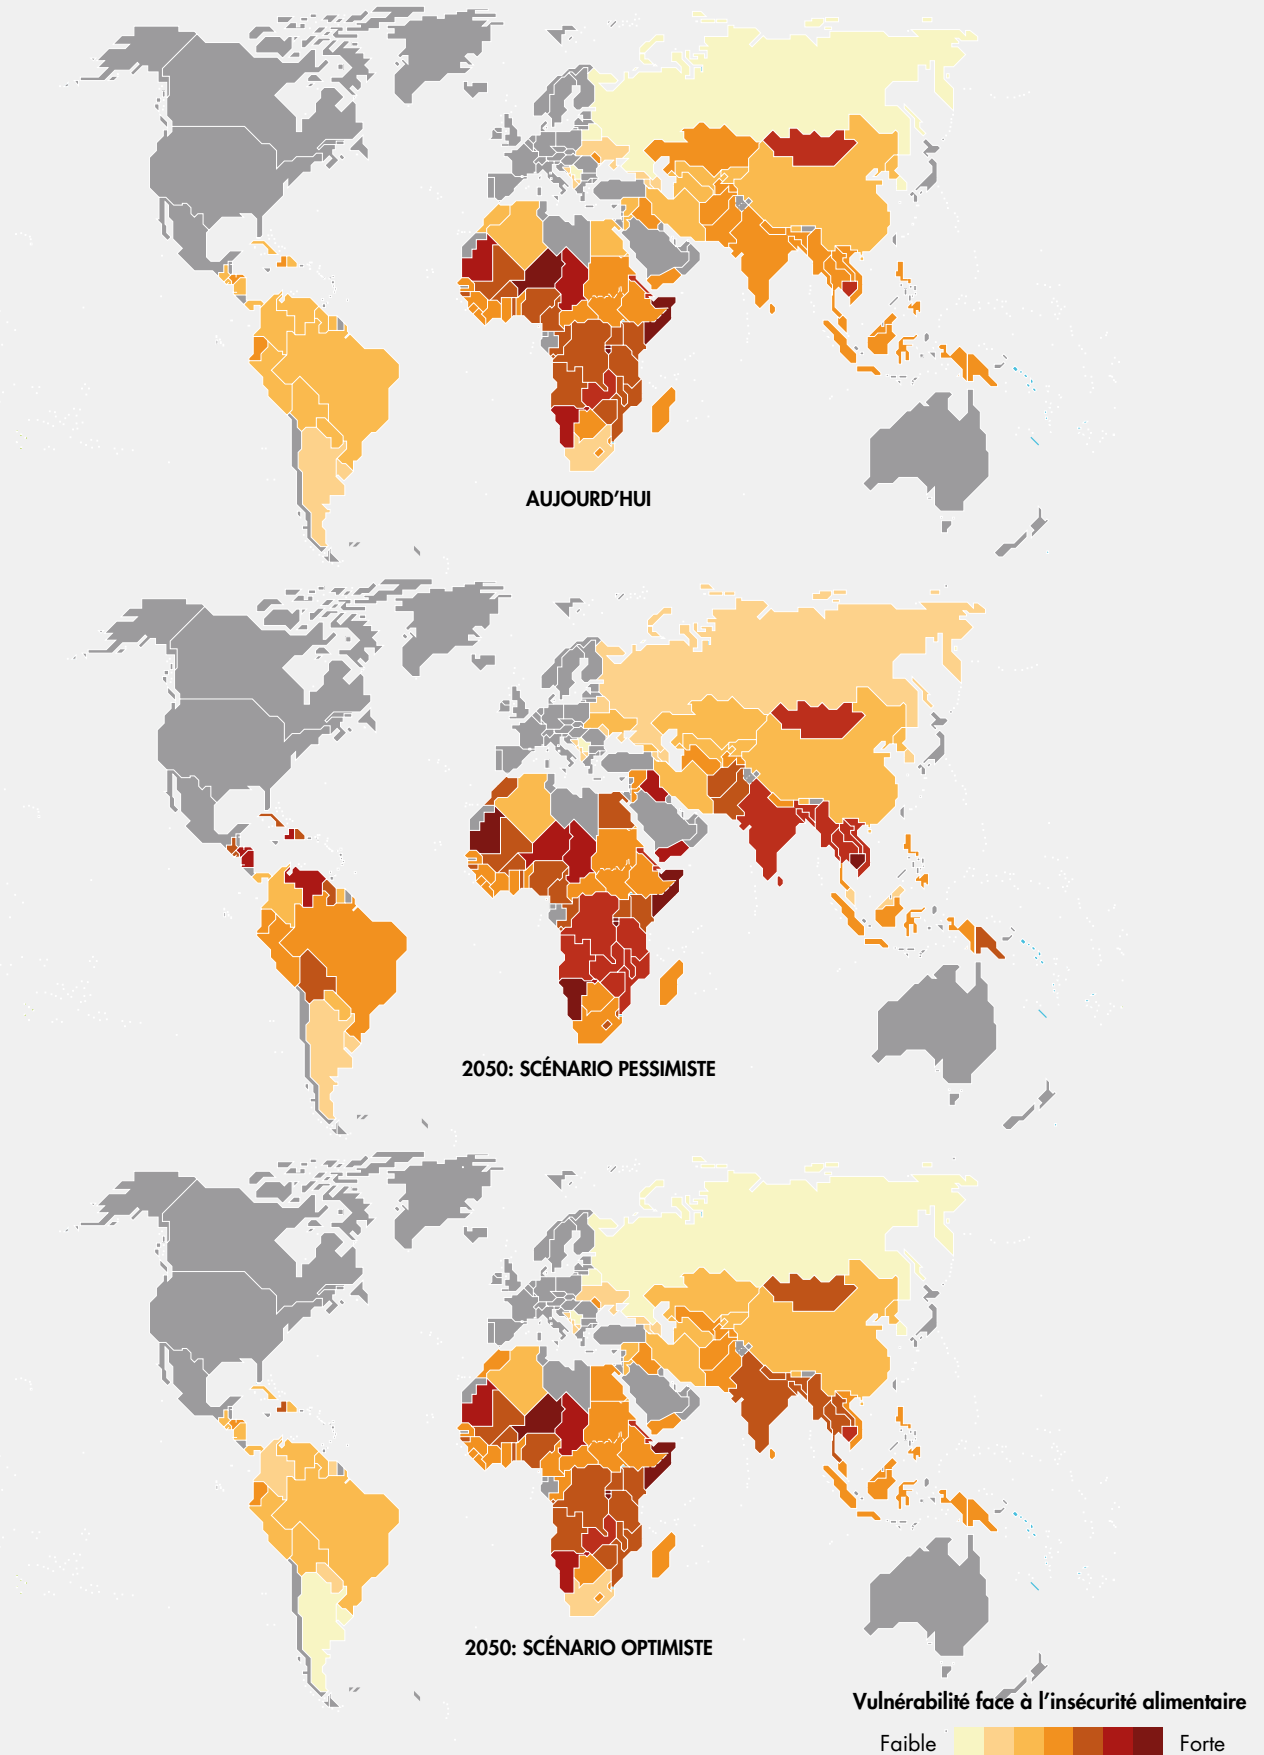 AUJOURD'HUI
2050: SCÉNARIO PESSIMISTE
2050: SCÉNARIO OPTIMISTE
Vulnérabilité face à l'insécurité alimentaire
Faible Forte